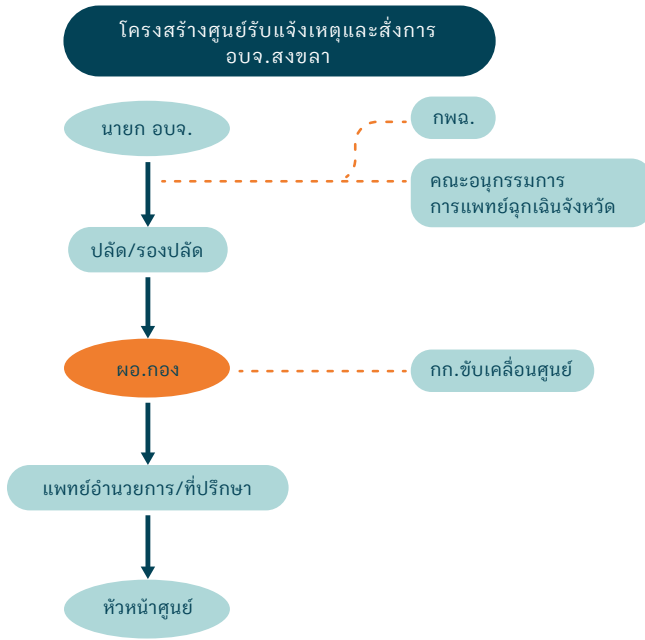 โครงสร้างศูนย์รับแจ้งเหตุและสั่งการ
อบจ.สงขลา
นายก อบจ.
กพฉ.
คณะอนุกรรมการ
การแพทย์ฉุกเฉินจังหวัด
ปลัด/รองปลัด
ผอ.กอง
กก.ขับเคลื่อนศูนย์
แพทย์อำนวยการ/ที่ปรึกษา
หัวหน้าศูนย์